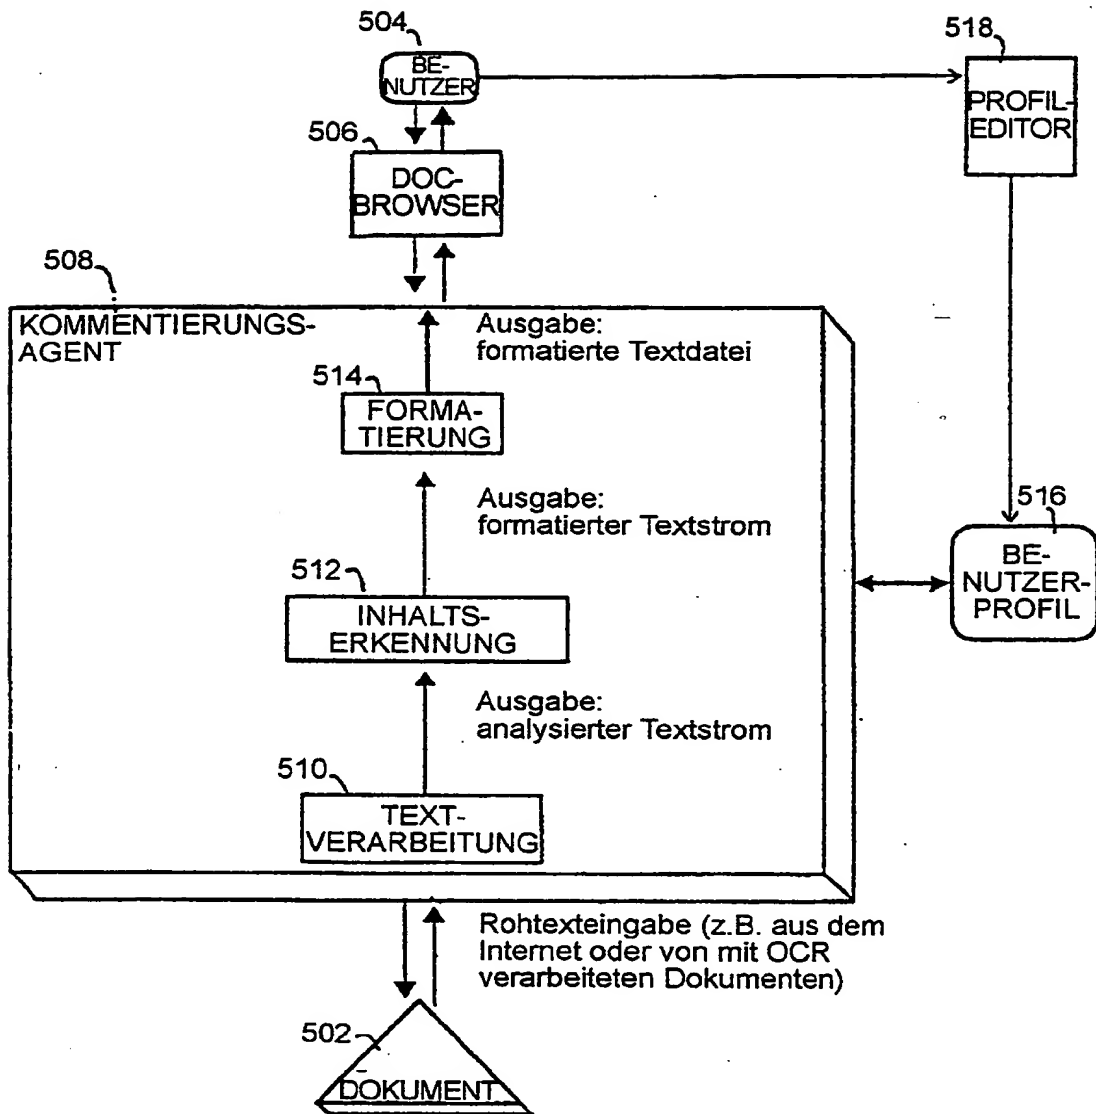 504
518
BE-
NUTZER
PROFIL-
EDITOR
506
DOC-
BROWSER
508
KOMMENTIERUNGS-
AGENT
Ausgabe:
formatierte Textdatei
514
FORMA-
TIERUNG
Ausgabe:
formatierter Textstrom
516
BE-
NUTZER-
PROFIL
512
INHALTS-
ERKENNUNG
Ausgabe:
analysierter Textstrom
510
TEXT-
VERARBEITUNG
Rohtexteingabe (z.B. aus dem
Internet oder von mit OCR
verarbeiteten Dokumenten)
502
DOKUMENT